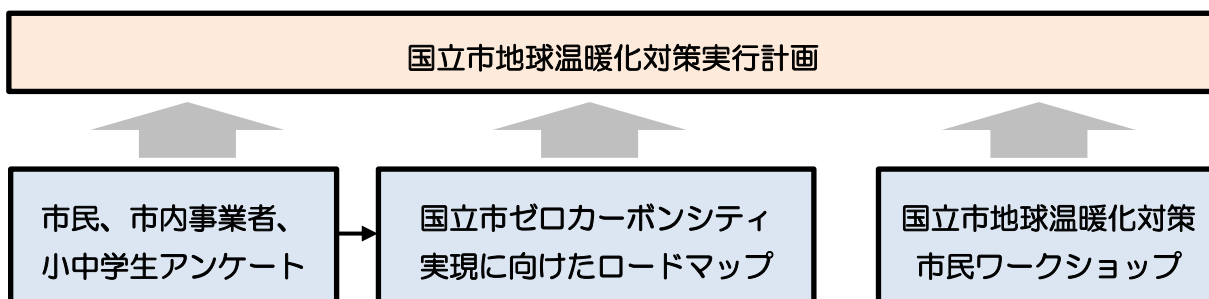 国立市地球温暖化対策実行計画
市民、市内事業者、
小中学生アンケート
国立市ゼロカーボンシティ
実現に向けたロードマップ
国立市地球温暖化対策
市民ワークショップ